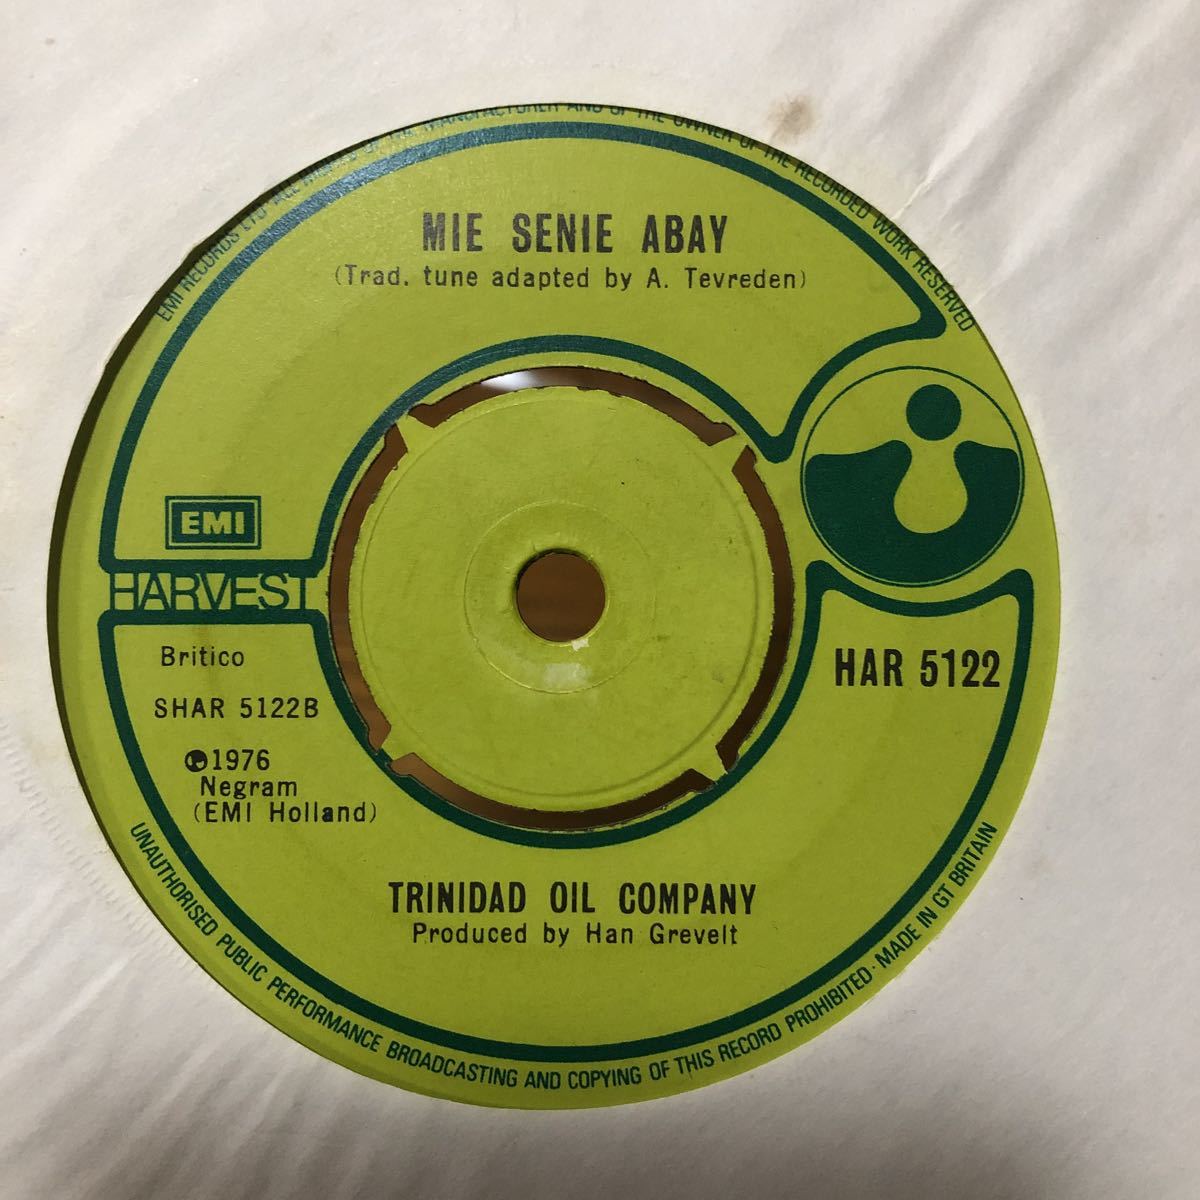 EMI RECORDS LTD ALL RIGHTS OF THE MANUFACTURER AND OF THE OWNER OF THE RECORDED WORK RESERVED
MIE SENIE ABAY
(Trad. tune adapted by A. Tevreden)
EMI
HARVEST
Britico
SHAR 5122B
℗1976
Negram
(EMI Holland)
HAR 5122
TRINIDAD OIL COMPANY
Produced by Han Grevelt
UNAUTHORISED PUBLIC PERFORMANCE BROADCASTING AND COPYING OF THIS RECORD PROHIBITED · MADE IN GT BRITAIN